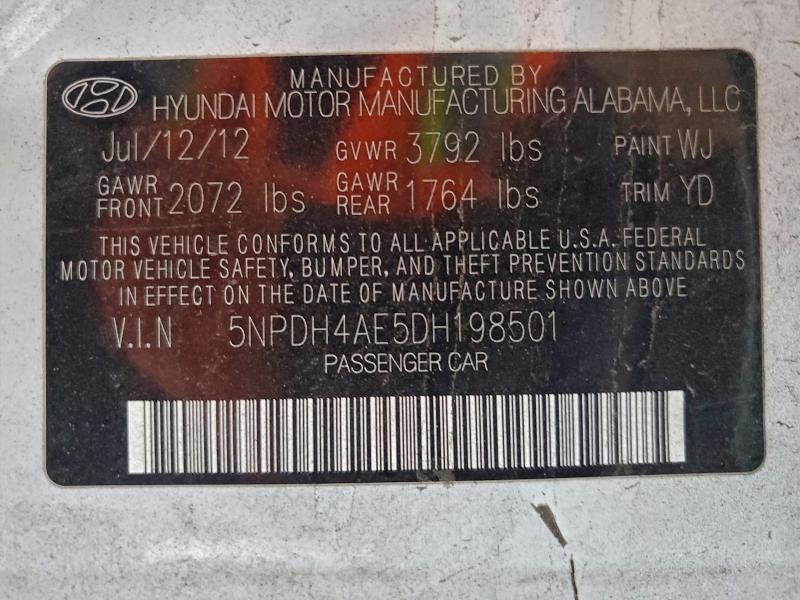 MANUFACTURED BY
HYUNDAI MOTOR MANUFACTURING ALABAMA, LLC
Jul/12/12 GVWR 3792 lbs PAINT WJ
GAWR FRONT 2072 lbs GAWR REAR 1764 lbs TRIM YD
THIS VEHICLE CONFORMS TO ALL APPLICABLE U.S.A. FEDERAL
MOTOR VEHICLE SAFETY, BUMPER, AND THEFT PREVENTION STANDARDS
IN EFFECT ON THE DATE OF MANUFACTURE SHOWN ABOVE
V.I.N 5NPDH4AE5DH198501
PASSENGER CAR